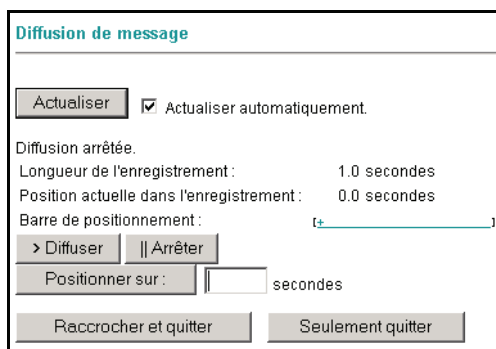 Diffusion de message
Actualiser Actualiser automatiquement.
Diffusion arrêtée.
Longueur de l'enregistrement : 1.0 secondes
Position actuelle dans l'enregistrement : 0.0 secondes
Barre de positionnement : [+ ]
> Diffuser || Arrêter
Positionner sur : secondes
Raccrocher et quitter Seulement quitter